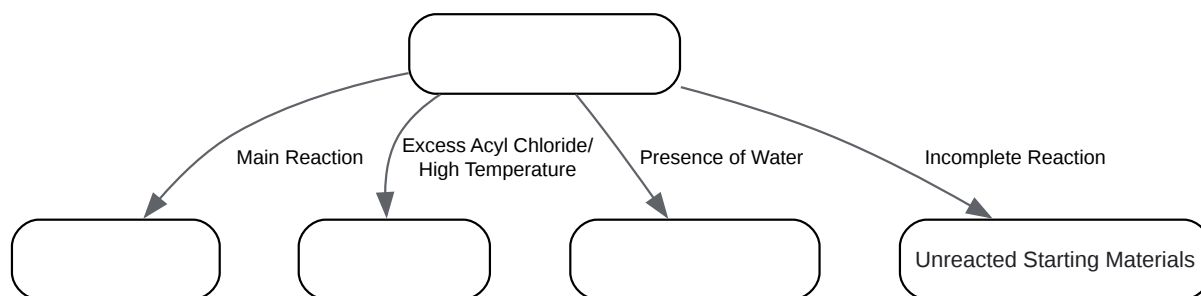 Main Reaction
Excess Acyl Chloride/
High Temperature
Presence of Water
Incomplete Reaction
Unreacted Starting Materials